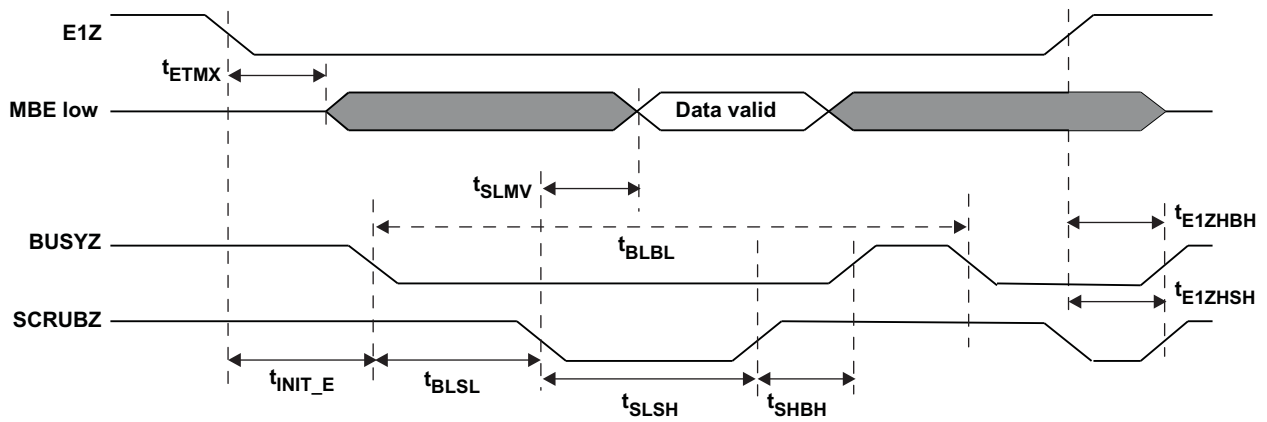 E1Z
tETMX
MBE low
Data valid
tSLMV
tE1ZHBH
BUSYZ
tBLBL
tE1ZHSH
SCRUBZ
tINIT_E
tBLSL
tSLSH
tSHBH